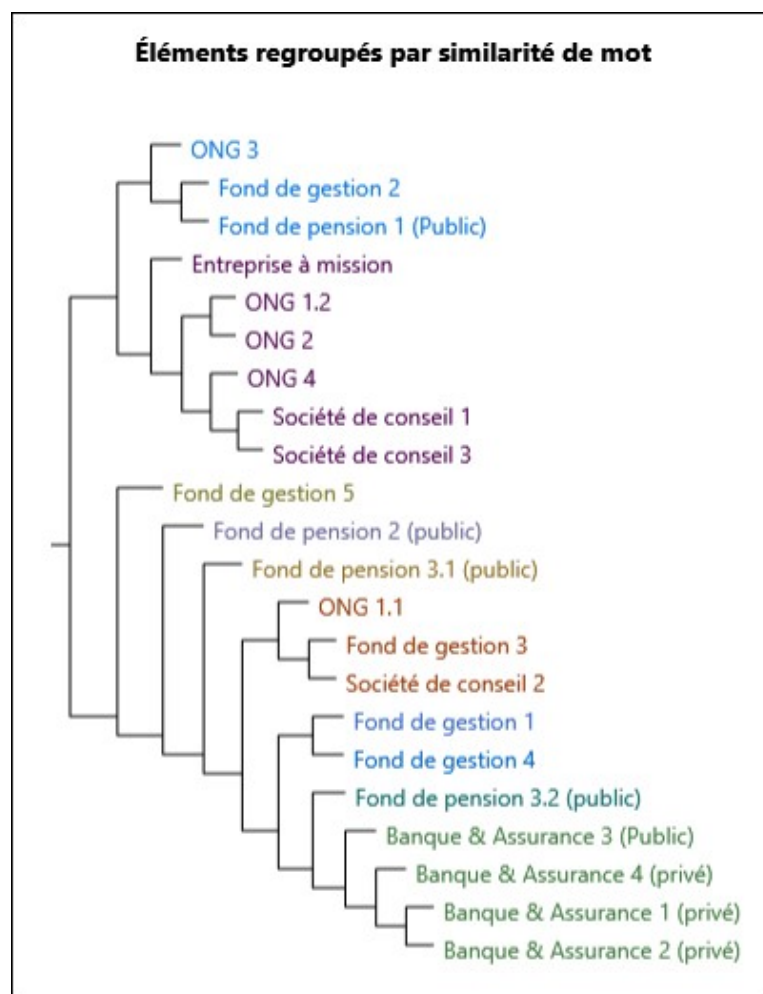 Éléments regroupés par similarité de mot
ONG 3
Fond de gestion 2
Fond de pension 1 (Public)
Entreprise à mission
ONG 1.2
ONG 2
ONG 4
Société de conseil 1
Société de conseil 3
Fond de gestion 5
Fond de pension 2 (public)
Fond de pension 3.1 (public)
ONG 1.1
Fond de gestion 3
Société de conseil 2
Fond de gestion 1
Fond de gestion 4
Fond de pension 3.2 (public)
Banque & Assurance 3 (Public)
Banque & Assurance 4 (privé)
Banque & Assurance 1 (privé)
Banque & Assurance 2 (privé)